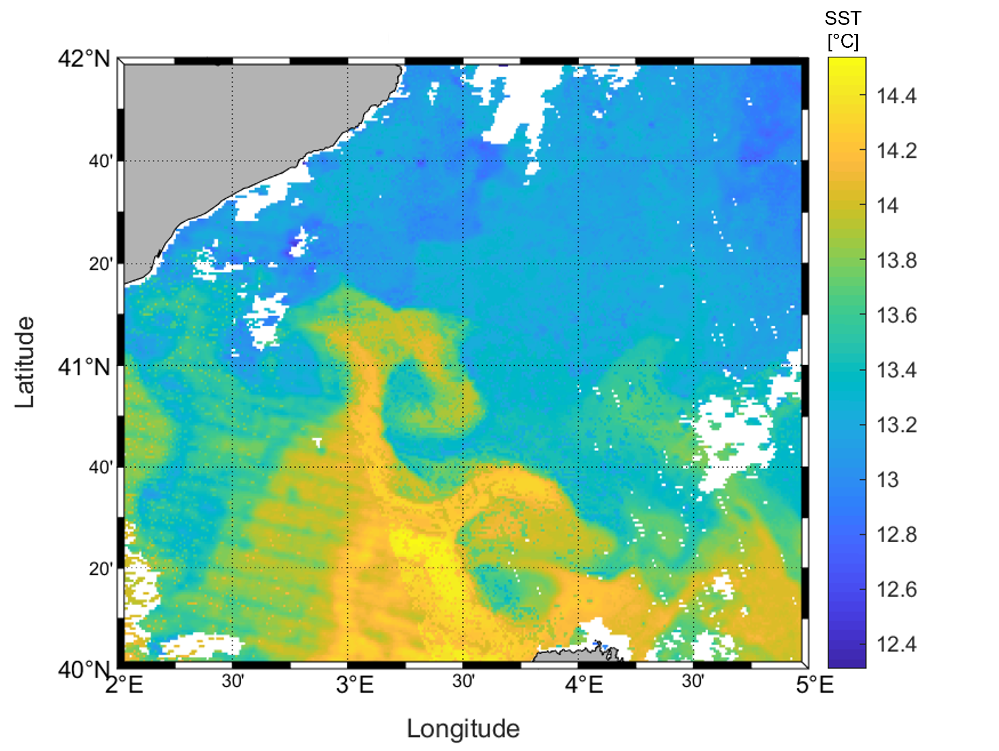 SST
[°C]
42°N
40'
20'
41°N
40'
20'
40°N
2°E
30'
3°E
30'
4°E
30'
5°E
Latitude
Longitude
14.4
14.2
14
13.8
13.6
13.4
13.2
13
12.8
12.6
12.4